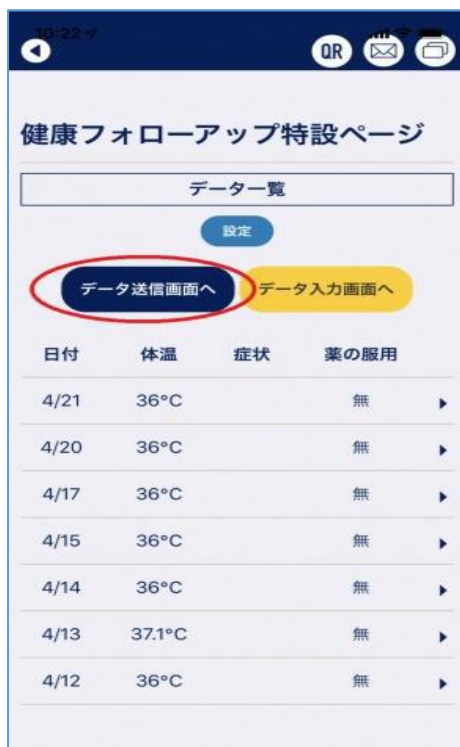 10:22
QR
健康フォローアップ特設ページ
データ一覧
設定
データ送信画面へ データ入力画面へ
日付 体温 症状 薬の服用
4/21 36°C 無
4/20 36°C 無
4/17 36°C 無
4/15 36°C 無
4/14 36°C 無
4/13 37.1°C 無
4/12 36°C 無